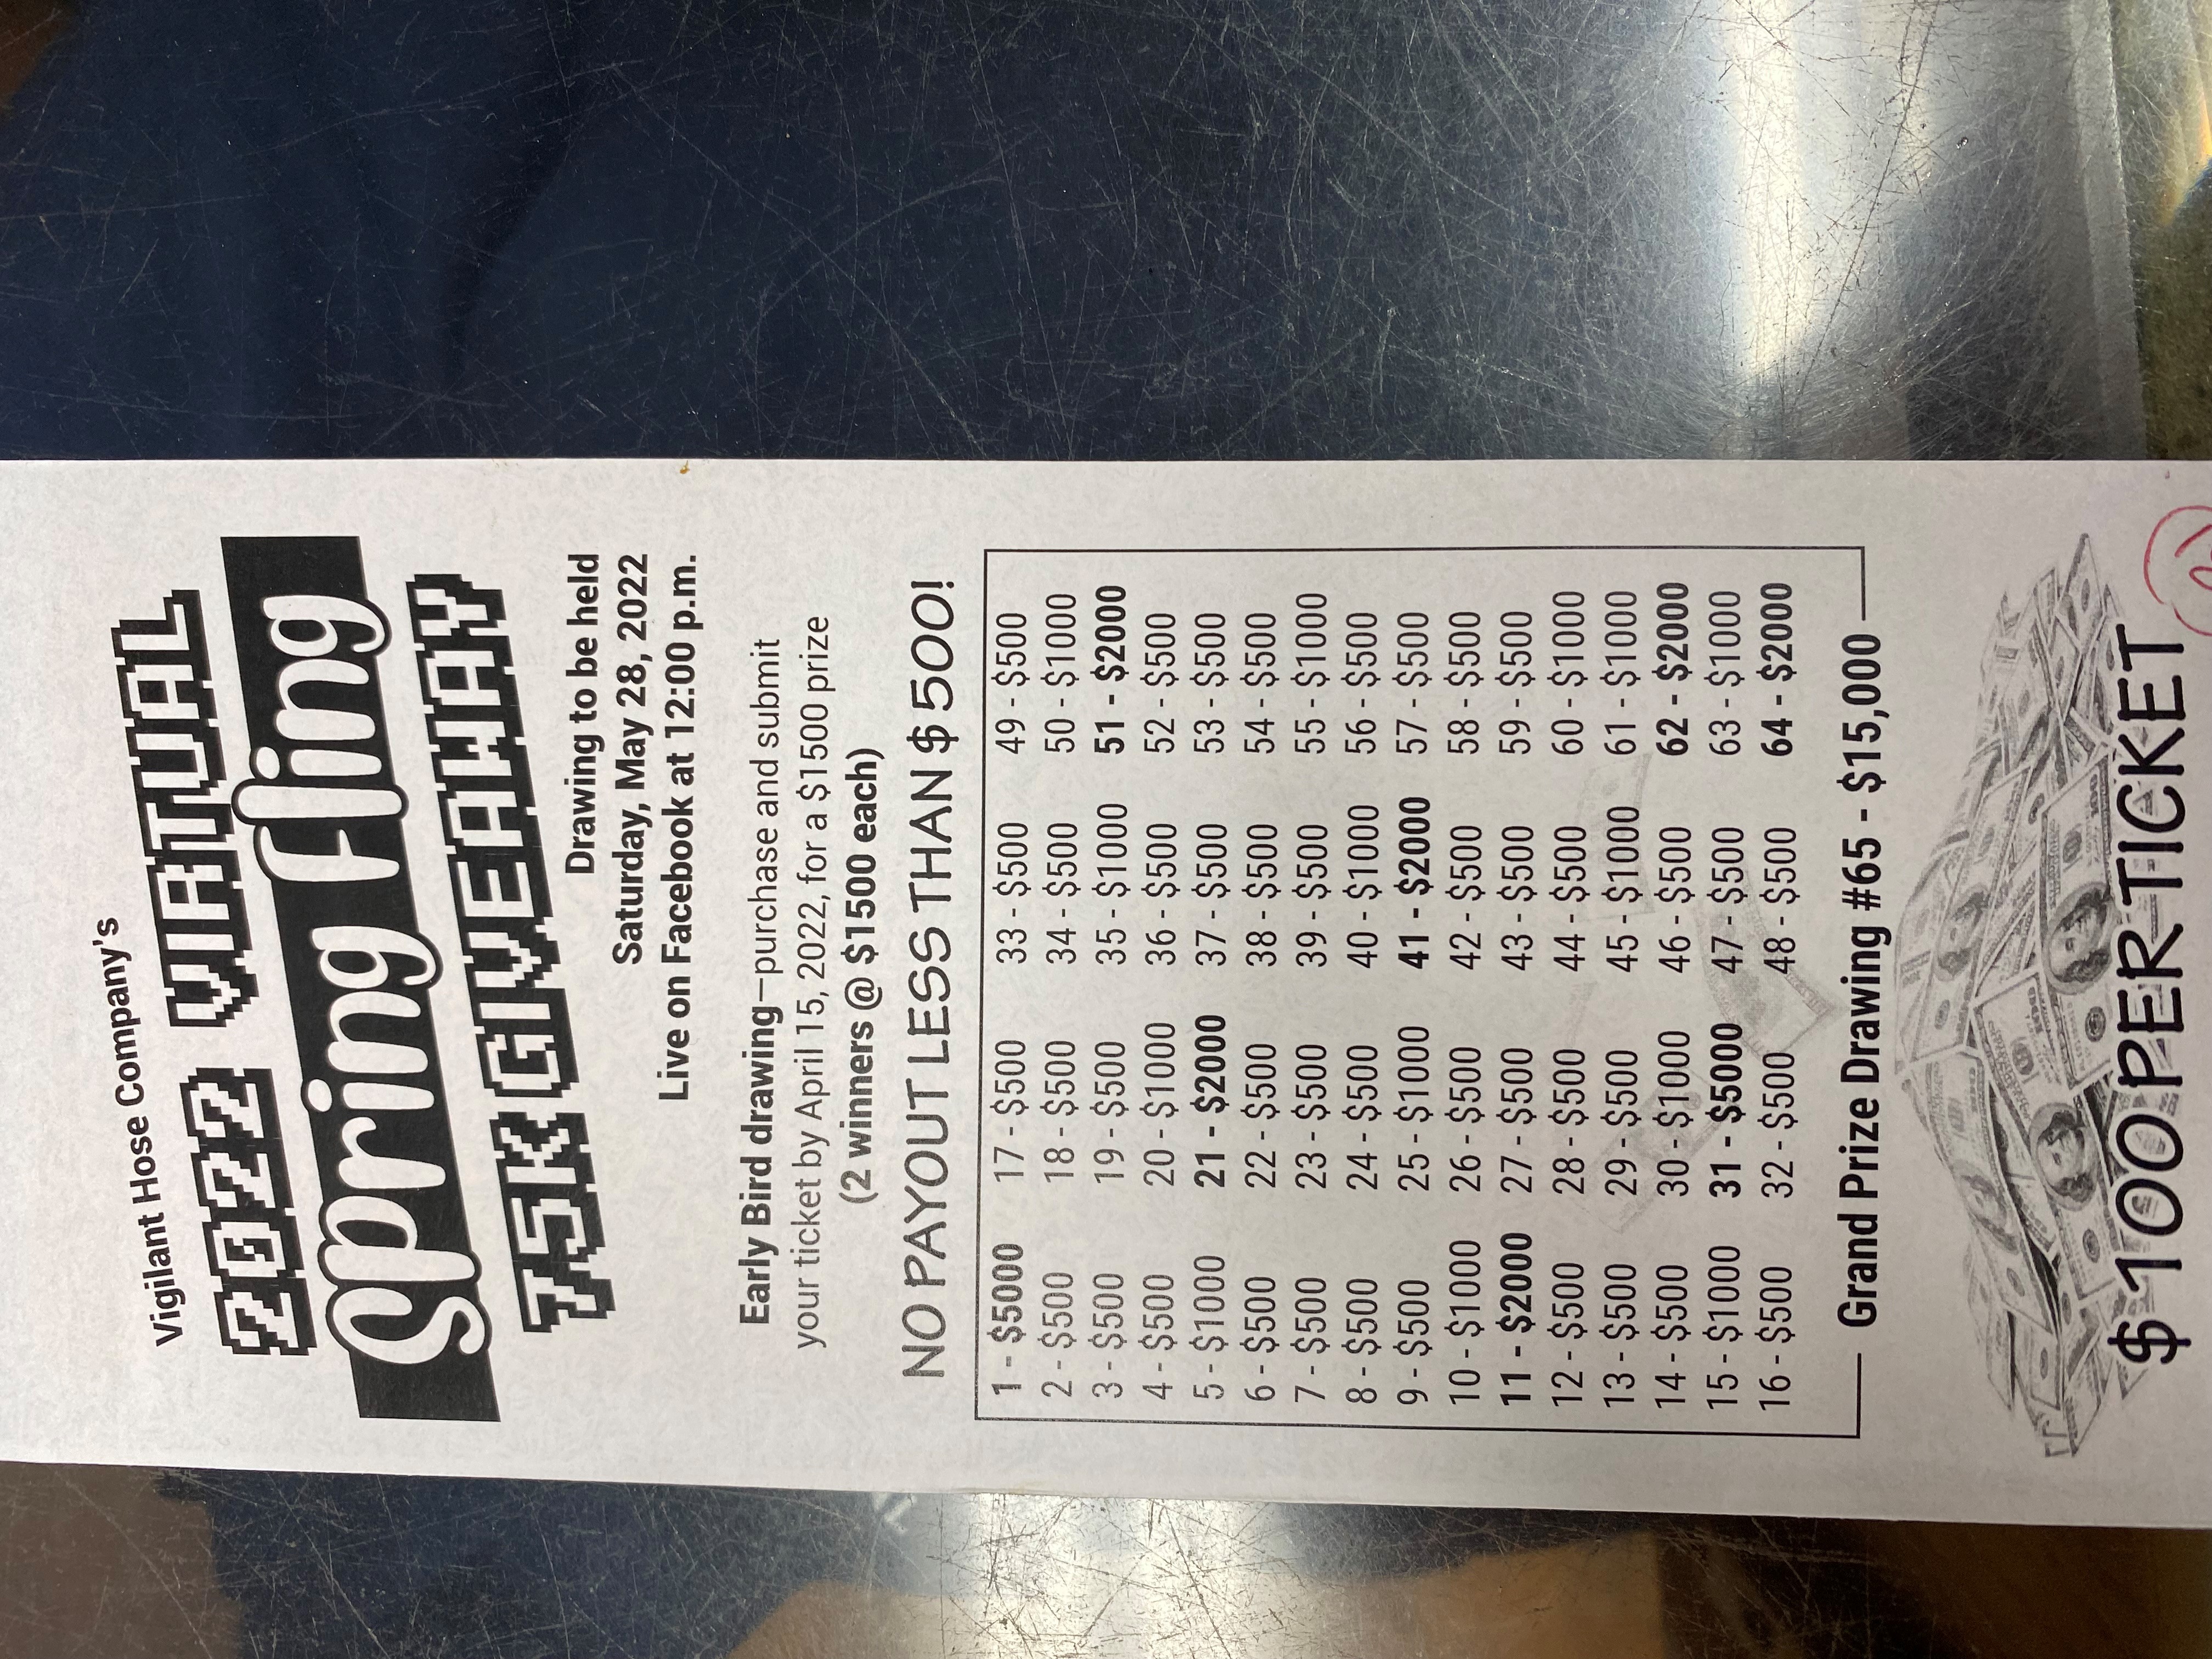 Vigilant Hose Company's
2022 VIRTUAL
Spring Fling
75K GIVEAWAY
Drawing to be held
Saturday, May 28, 2022
Live on Facebook at 12:00 p.m.
Early Bird drawing—purchase and submit
your ticket by April 15, 2022, for a $1500 prize
(2 winners @ $1500 each)
NO PAYOUT LESS THAN $500!
1 - $5000 17 - $500 33 - $500 49 - $500
2 - $500 18 - $500 34 - $500 50 - $1000
3 - $500 19 - $500 35 - $1000 51 - $2000
4 - $500 20 - $1000 36 - $500 52 - $500
5 - $1000 21 - $2000 37 - $500 53 - $500
6 - $500 22 - $500 38 - $500 54 - $500
7 - $500 23 - $500 39 - $500 55 - $1000
8 - $500 24 - $500 40 - $1000 56 - $500
9 - $500 25 - $1000 41 - $2000 57 - $500
10 - $1000 26 - $500 42 - $500 58 - $500
11 - $2000 27 - $500 43 - $500 59 - $500
12 - $500 28 - $500 44 - $500 60 - $1000
13 - $500 29 - $500 45 - $1000 61 - $1000
14 - $500 30 - $1000 46 - $500 62 - $2000
15 - $1000 31 - $5000 47 - $500 63 - $1000
16 - $500 32 - $500 48 - $500 64 - $2000
Grand Prize Drawing #65 - $15,000
$100 PER TICKET